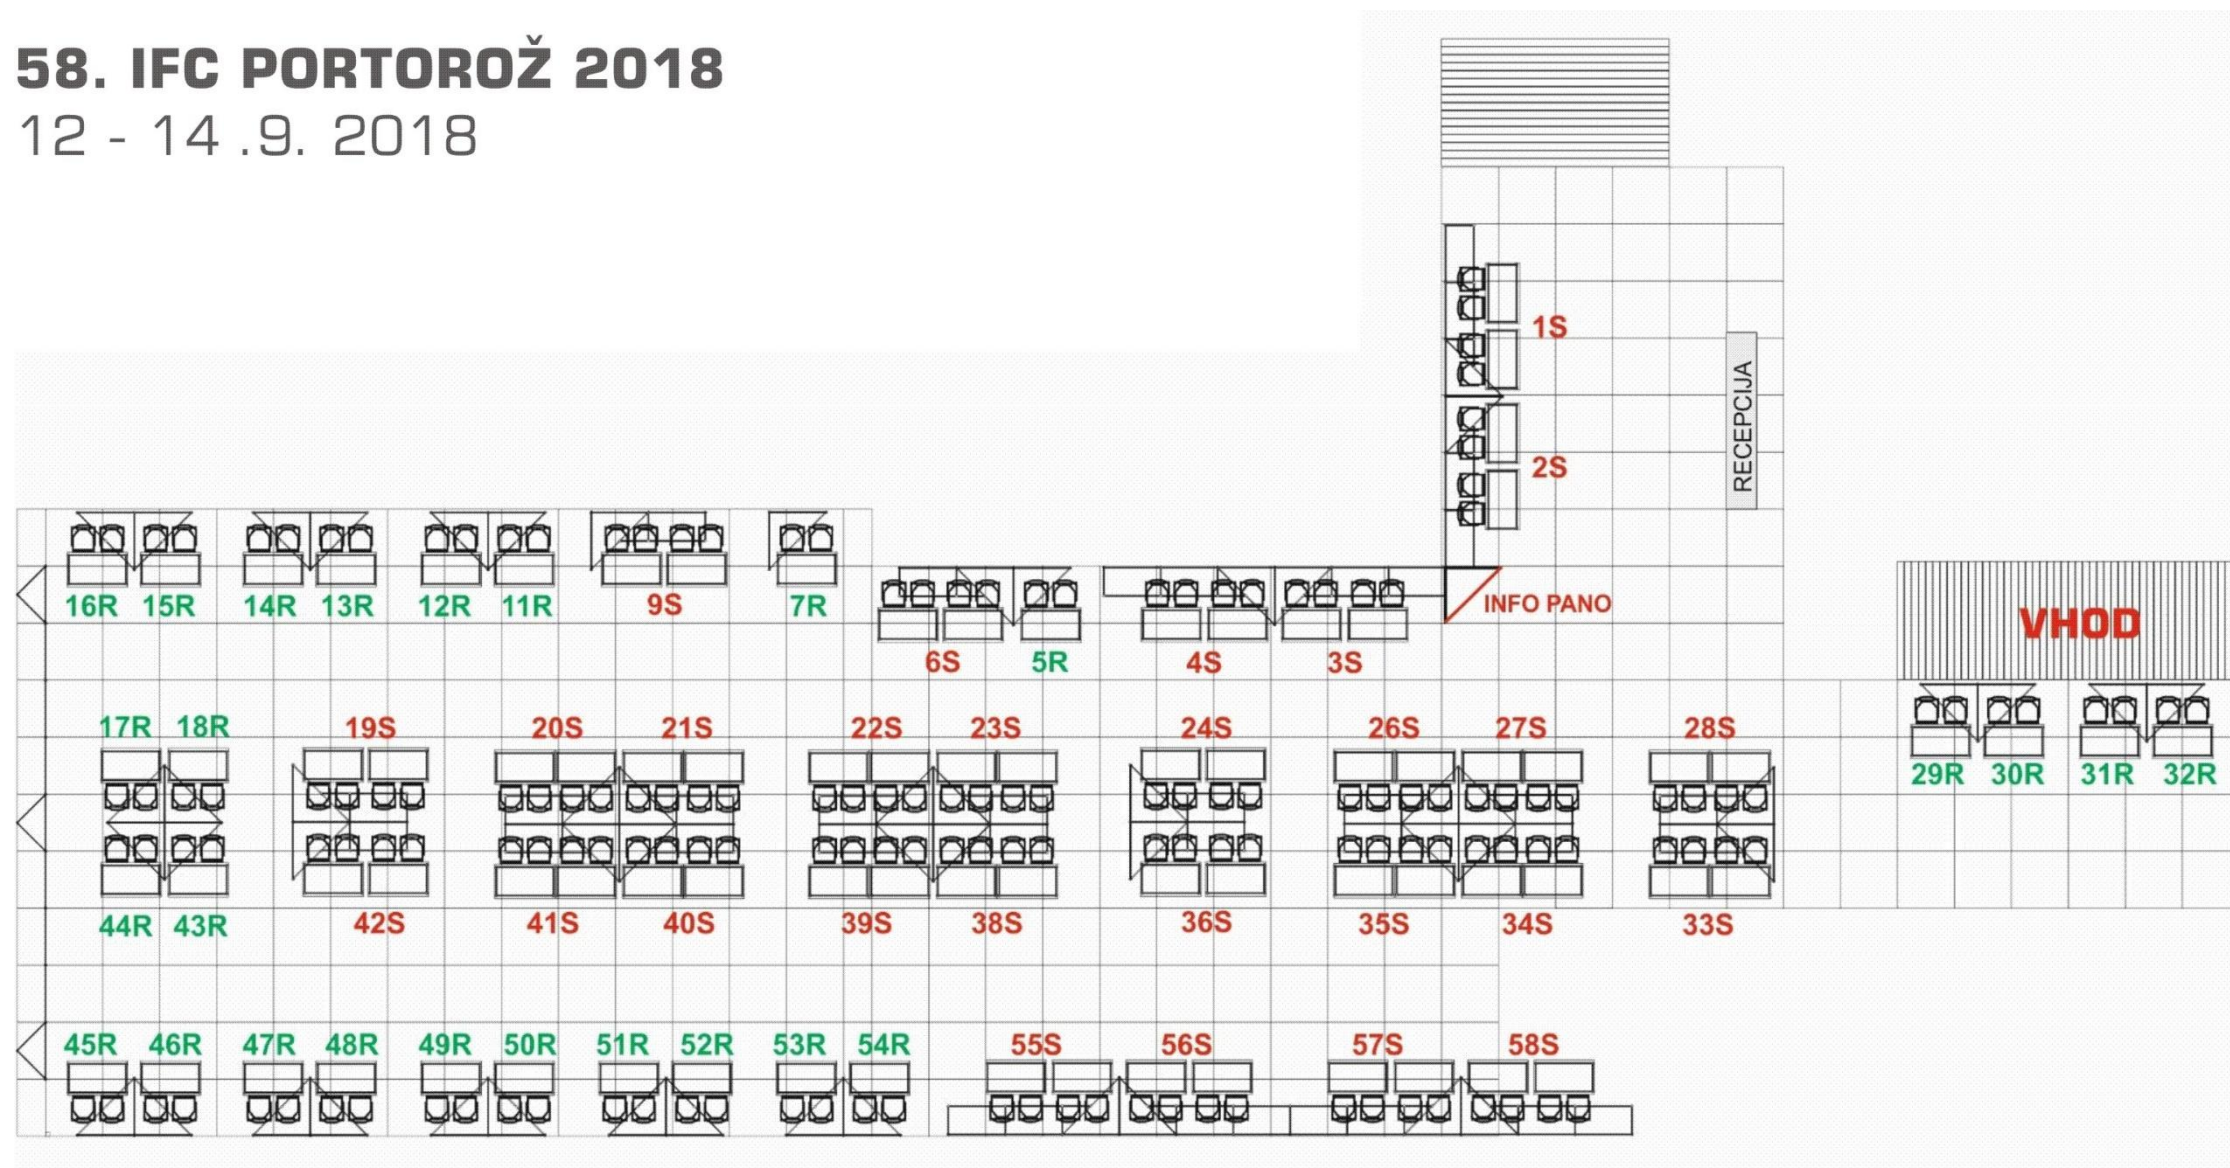 58. IFC PORTOROŽ 2018
12 - 14 .9. 2018
1S
RECEPCIJA
2S
16R 15R 14R 13R 12R 11R 9S 7R INFO PANO
VHOD
6S 5R 4S 3S
17R 18R 19S 20S 21S 22S 23S 24S 26S 27S 28S
29R 30R 31R 32R
44R 43R 42S 41S 40S 39S 38S 36S 35S 34S 33S
45R 46R 47R 48R 49R 50R 51R 52R 53R 54R 55S 56S 57S 58S